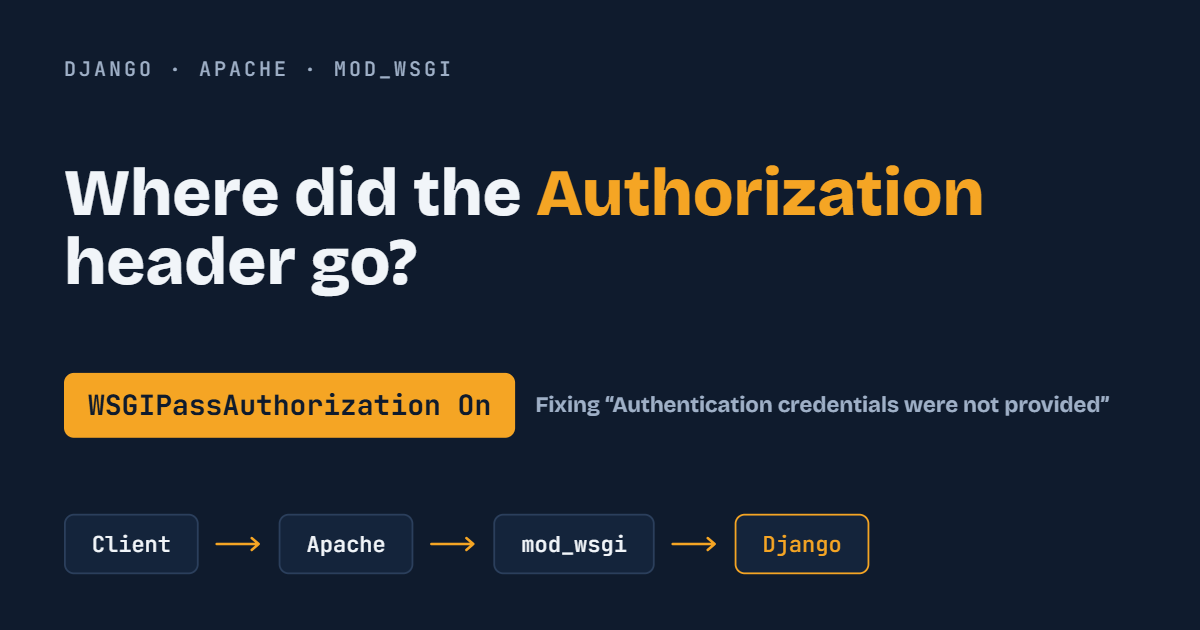 DJANGO · APACHE · MOD_WSGI
Where did the Authorization
header go?
WSGIPassAuthorization On
Fixing “Authentication credentials were not provided”
Client → Apache → mod_wsgi → Django